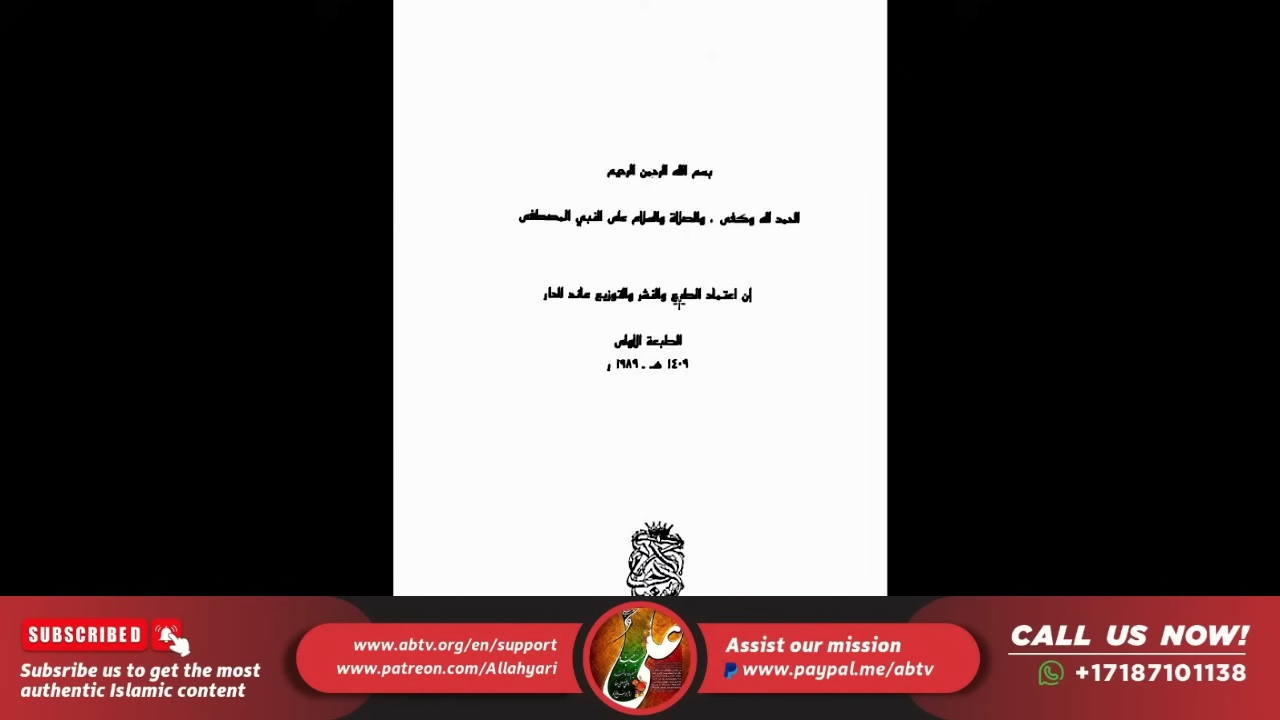 بسم الله الرحمن الرحيم
الحمد لله وكفى ، والصلاة والسلام على النبي المصطفى
إن اعتماد الطبع والنشر والتوزيع عائد للدار
الطبعة الأولى
١٤٠٩ هـ - ١٩٨٩ م
SUBSCRIBED
Subsribe us to get the most
authentic Islamic content
www.abtv.org/en/support
www.patreon.com/Allahyari
Assist our mission
www.paypal.me/abtv
CALL US NOW!
+17187101138